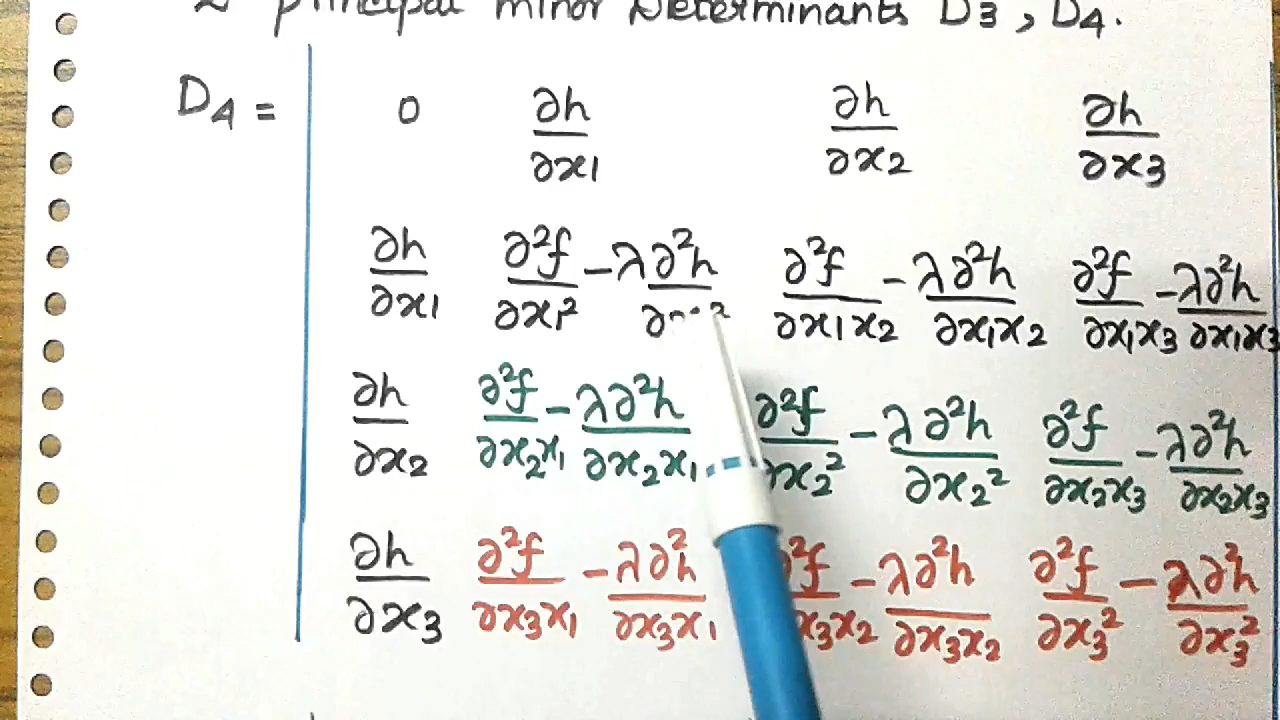 2 principal minor Determinants D3, D4.
D4 = 0 ∂h/∂x1 ∂h/∂x2 ∂h/∂x3
∂h/∂x1 ∂²f/∂x1² - λ∂²h/∂x1² ∂²f/∂x1x2 - λ∂²h/∂x1x2 ∂²f/∂x1x3 - λ∂²h/∂x1x3
∂h/∂x2 ∂²f/∂x2x1 - λ∂²h/∂x2x1 ∂²f/∂x2² - λ∂²h/∂x2² ∂²f/∂x2x3 - λ∂²h/∂x2x3
∂h/∂x3 ∂²f/∂x3x1 - λ∂²h/∂x3x1 ∂²f/∂x3x2 - λ∂²h/∂x3x2 ∂²f/∂x3² - λ∂²h/∂x3²